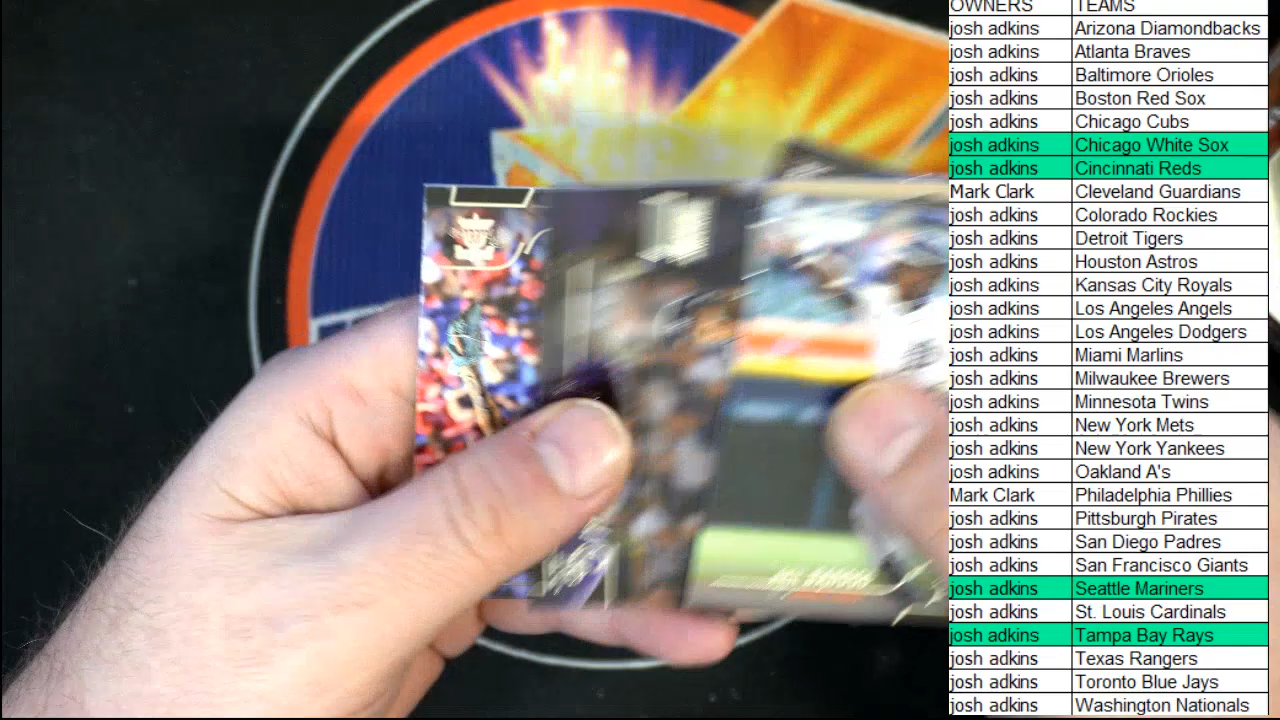 OWNERS TEAMS
josh adkins Arizona Diamondbacks
josh adkins Atlanta Braves
josh adkins Baltimore Orioles
josh adkins Boston Red Sox
josh adkins Chicago Cubs
josh adkins Chicago White Sox
josh adkins Cincinnati Reds
Mark Clark Cleveland Guardians
josh adkins Colorado Rockies
josh adkins Detroit Tigers
josh adkins Houston Astros
josh adkins Kansas City Royals
josh adkins Los Angeles Angels
josh adkins Los Angeles Dodgers
josh adkins Miami Marlins
josh adkins Milwaukee Brewers
josh adkins Minnesota Twins
josh adkins New York Mets
josh adkins New York Yankees
josh adkins Oakland A's
Mark Clark Philadelphia Phillies
josh adkins Pittsburgh Pirates
josh adkins San Diego Padres
josh adkins San Francisco Giants
josh adkins Seattle Mariners
josh adkins St. Louis Cardinals
josh adkins Tampa Bay Rays
josh adkins Texas Rangers
josh adkins Toronto Blue Jays
josh adkins Washington Nationals